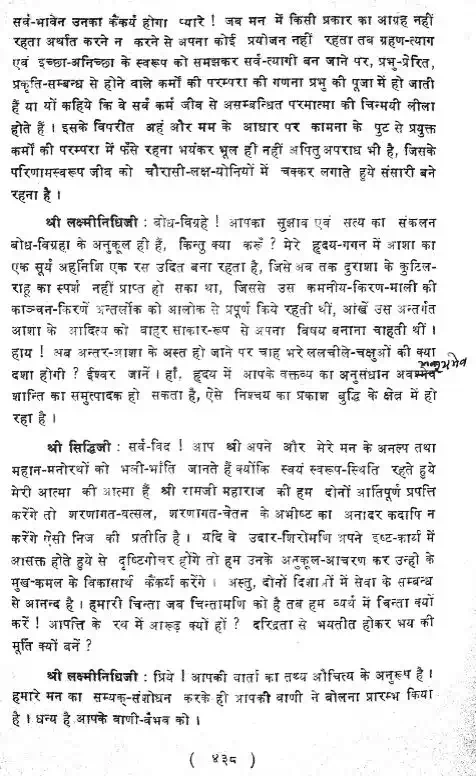 सर्व-भावेन उनका कैंकर्य होगा प्यारे ! जब मन में किसी प्रकार का आग्रह नहीं
रहता अर्थात करने न करने से अपना कोई प्रयोजन नहीं रहता तब ग्रहण-त्याग
एवं इच्छा-अनिच्छा के स्वरूप को समझकर सर्व-त्यागी बन जाने पर, प्रभु-प्रेरित,
प्रकृति-सम्बन्ध से होने वाले कर्मों की परम्परा की गणना प्रभु की पूजा में हो जाती
हैं या यों कहिये कि वे सर्व कर्म जीव से असम्बन्धित परमात्मा की चिन्मयी लीला
होते हैं । इसके विपरीत अहं और मम के आधार पर कामना के पुट से प्रयुक्त
कर्मों की परम्परा में फँसे रहना भयंकर भूल ही नहीं अपितु अपराध भी है, जिसके
परिणामस्वरूप जीव को चौरासी-लक्ष-योनियों में चक्कर लगाते हुये संसारी बने
रहना है ।
श्री लक्ष्मीनिधिजी : बोध-विग्रहे ! आपका सुझाव एवं सत्य का संकलन
बोध-विग्रहा के अनुकूल ही हैं, किन्तु क्या करूँ ? मेरे हृदय-गगन में आशा का
एक सूर्य अहर्निशि एक रस उदित बना रहता है, जिसे अब तक दुराशा के कुटिल-
राहू का स्पर्श नहीं प्राप्त हो सका था, जिससे उस कमनीय-किरण-माली की
काञ्चन-किरणें अन्तर्लोक को आलोक से प्रपूर्ण किये रहती थीं, आंखें उस अन्तर्गत
आशा के आदित्य को बाहर साकार-रूप से अपना विषय बनाना चाहती थीं ।
हाय ! अब अन्तर-आशा के अस्त हो जाने पर चाह भरे ललचीले-चक्षुओं की क्या
दशा होगी ? ईश्वर जानें । हाँ, हृदय में आपके वक्तव्य का अनुसंधान अवश्यमेव
शान्ति का समुत्पादक हो सकता है, ऐसे निश्चय का प्रकाश बुद्धि के क्षेत्र में हो
रहा है ।
श्री सिद्धिजी : सर्व-विद ! आप श्री अपने और मेरे मन के अनल्प तथा
महान-मनोरथों को भली-भांति जानते हैं क्योंकि स्वयं स्वरूप-स्थिति रहते हुये
मेरी आत्मा की आत्मा हैं श्री रामजी महाराज की हम दोनों आर्तिपूर्ण प्रपत्ति
करेंगे तो शरणागत-वत्सल, शरणागत-चेतन के अभीष्ट का अनादर कदापि न
करेंगे ऐसी निज की प्रतीति है । यदि वे उदार-शिरोमणि अपने इष्ट-कार्य में
आसक्त होते हुये से दृष्टिगोचर होंगे तो हम उनके अनुकूल-आचरण कर उन्हीं के
मुख-कमल के विकासार्थ कैंकर्य करेंगे । अस्तु, दोनों दिशाओं में सेवा के सम्बन्ध
से आनन्द है । हमारी चिन्ता जब चिन्तामणि को है तब हम व्यर्थ में चिन्ता क्यों
करें ! आपत्ति के रथ में आरूढ़ क्यों हों ? दरिद्रता से भयतीत होकर भय की
मूर्ति क्यों बनें ?
श्री लक्ष्मीनिधिजी : प्रिये ! आपकी वार्ता का तथ्य औचित्य के अनुरूप है ।
हमारे मन का सम्यक्-संशोधन करके ही आपकी वाणी ने बोलना प्रारम्भ किया
है । धन्य है आपके वाणी-वैभव को ।
( ४३८ )